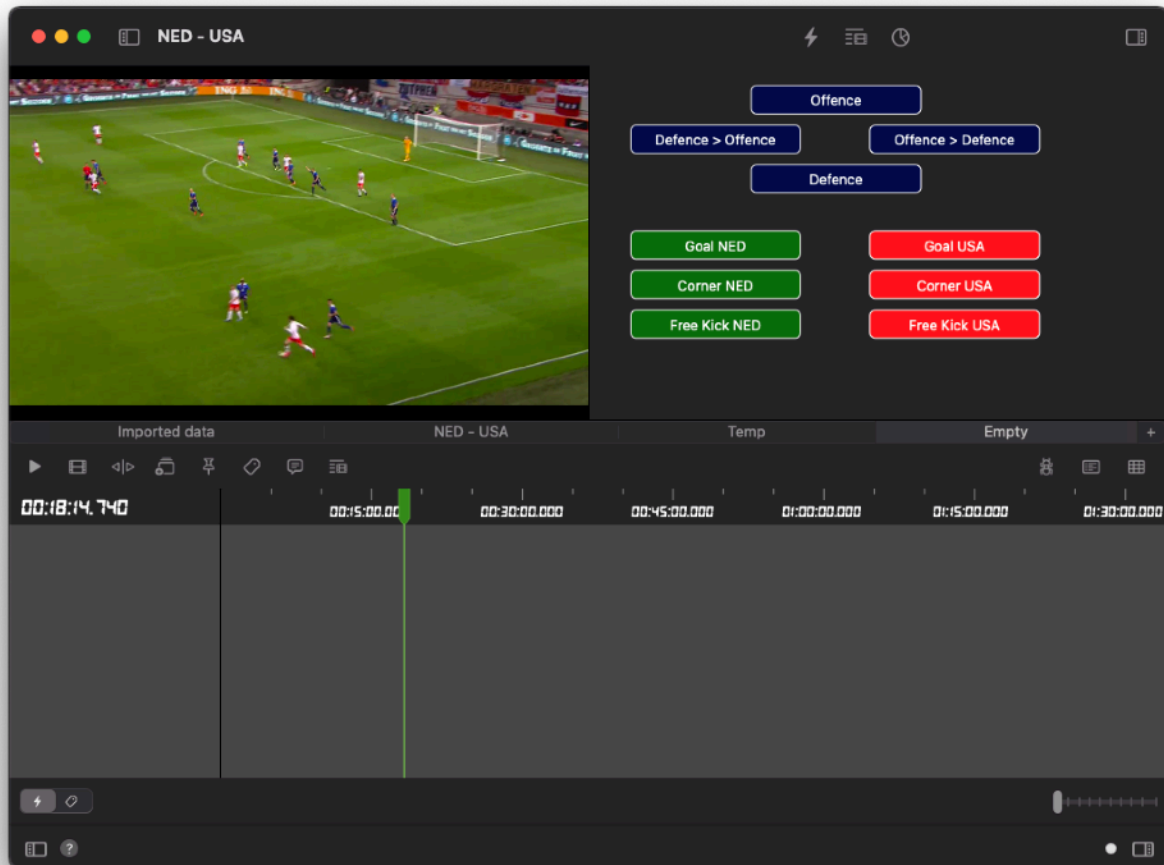 NED - USA
ING
ZUTPHEN
Offence
Defence > Offence
Offence > Defence
Defence
Goal NED
Goal USA
Corner NED
Corner USA
Free Kick NED
Free Kick USA
Imported data
NED - USA
Temp
Empty
+
00:18:14.740
00:15:00.00
00:30:00.000
00:45:00.000
01:00:00.000
01:15:00.000
01:30:00.000
?